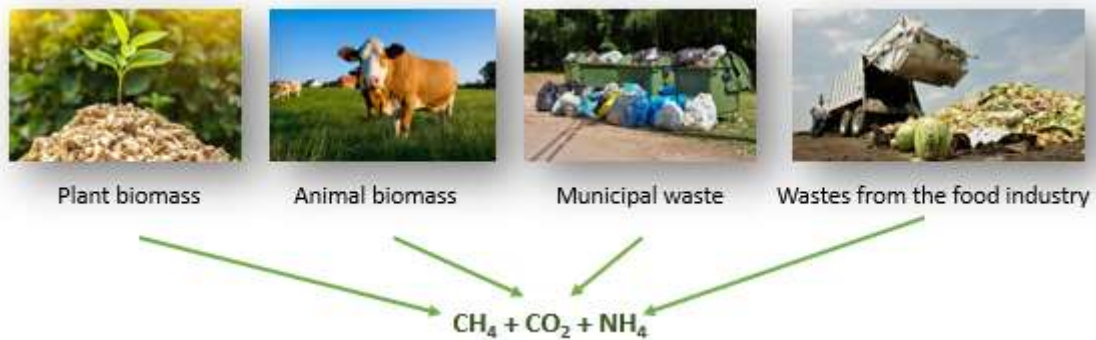 Plant biomass
Animal biomass
Municipal waste
Wastes from the food industry
CH₄ + CO₂ + NH₄